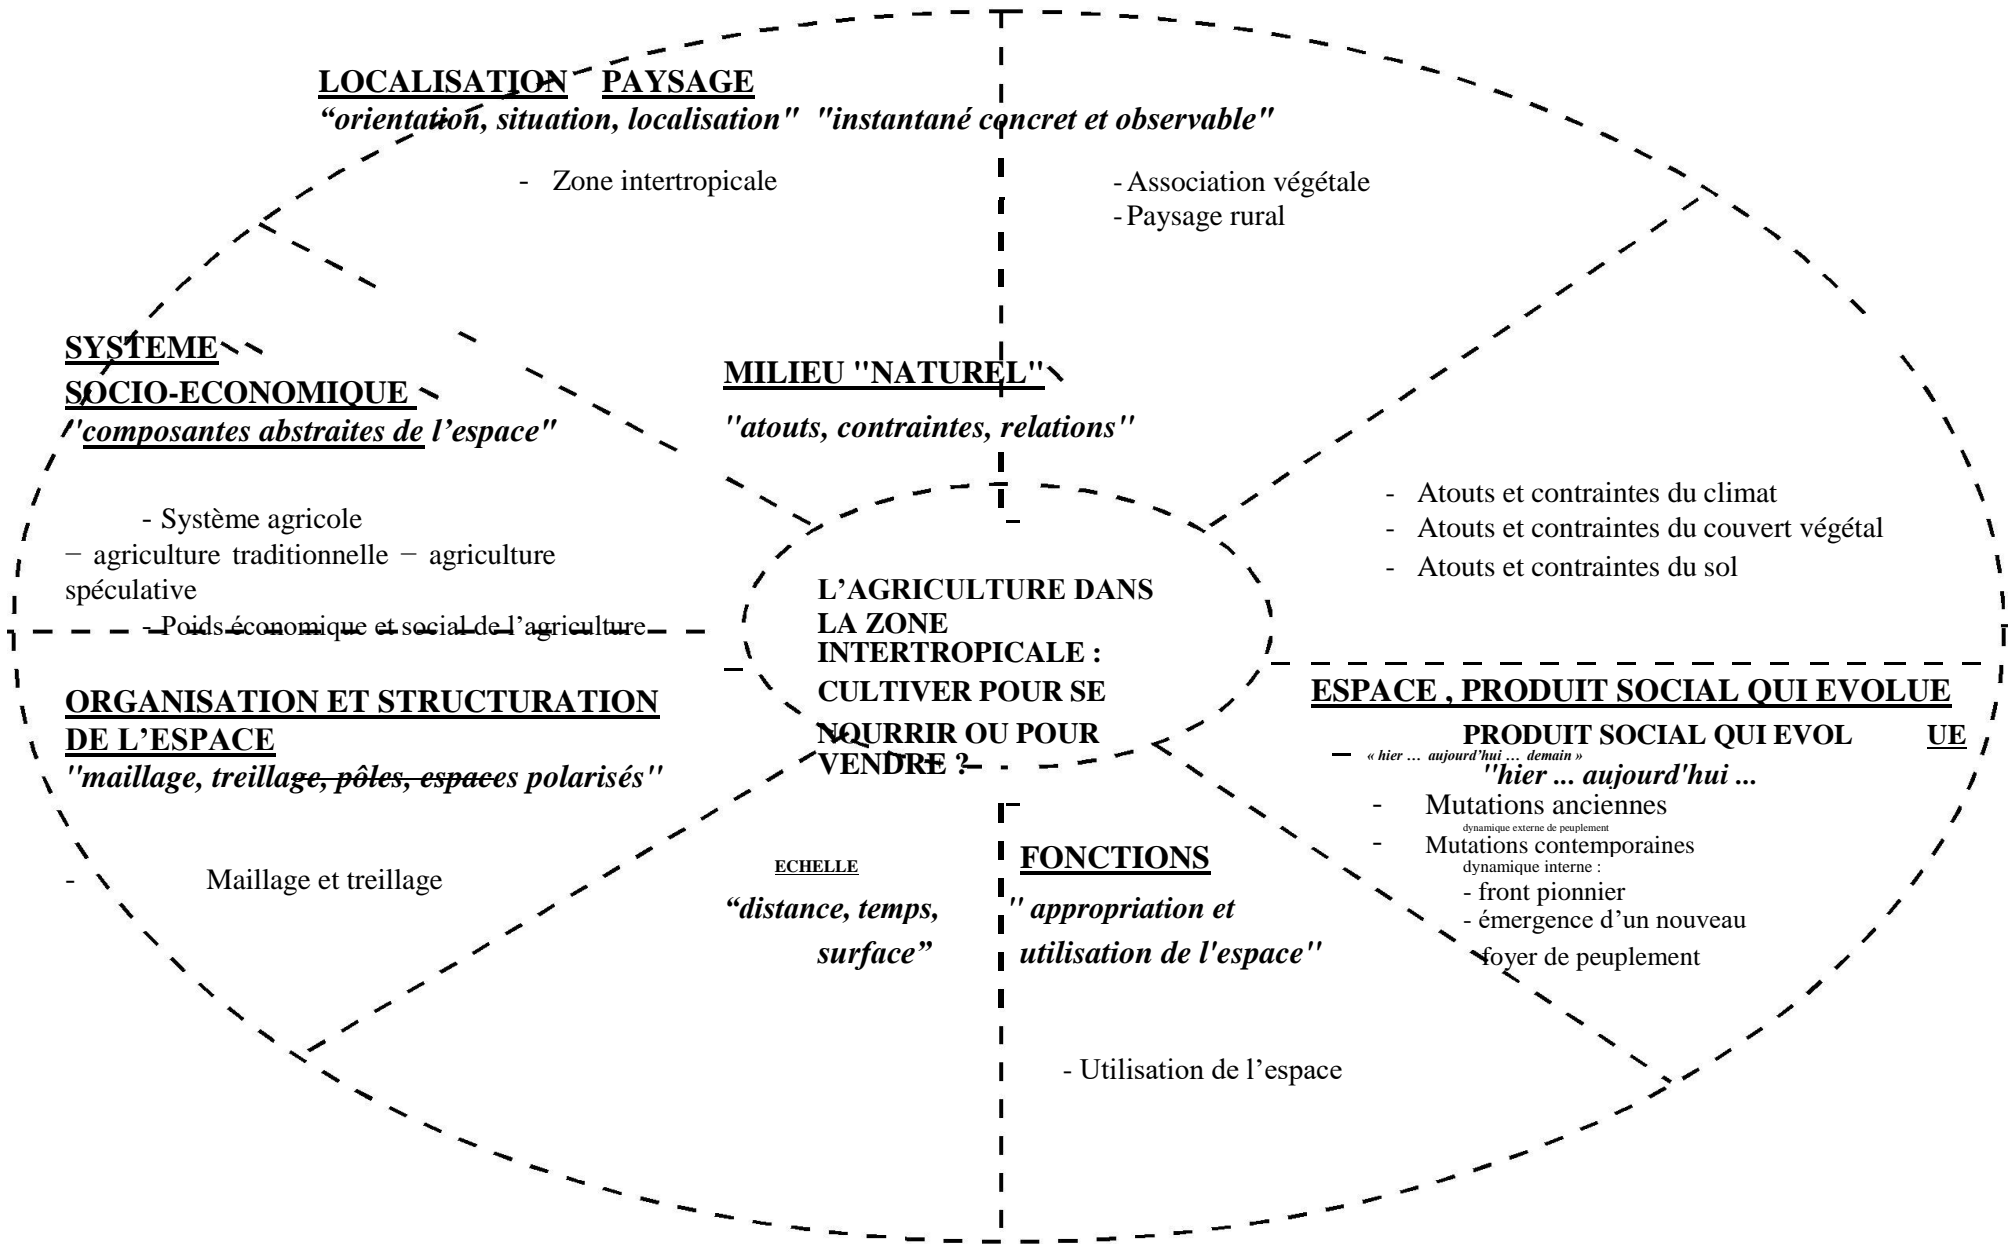 LOCALISATION PAYSAGE
“orientation, situation, localisation" "instantané concret et observable"
- Zone intertropicale
- Association végétale
- Paysage rural
SYSTEME
SOCIO-ECONOMIQUE
"composantes abstraites de l’espace"
- Système agricole
− agriculture traditionnelle − agriculture
spéculative
- Poids économique et social de l’agriculture
MILIEU "NATUREL"
"atouts, contraintes, relations"
- Atouts et contraintes du climat
- Atouts et contraintes du couvert végétal
- Atouts et contraintes du sol
L’AGRICULTURE DANS
LA ZONE
INTERTROPICALE :
CULTIVER POUR SE
NOURRIR OU POUR
VENDRE ?
ORGANISATION ET STRUCTURATION
DE L’ESPACE
"maillage, treillage, pôles, espaces polarisés"
- Maillage et treillage
ECHELLE
“distance, temps,
surface”
FONCTIONS
" appropriation et
utilisation de l'espace"
- Utilisation de l’espace
ESPACE , PRODUIT SOCIAL QUI EVOLUE
PRODUIT SOCIAL QUI EVOL UE
« hier … aujourd’hui … demain »
"hier ... aujourd'hui ...
- Mutations anciennes
dynamique externe de peuplement
- Mutations contemporaines
dynamique interne :
- front pionnier
- émergence d’un nouveau
foyer de peuplement